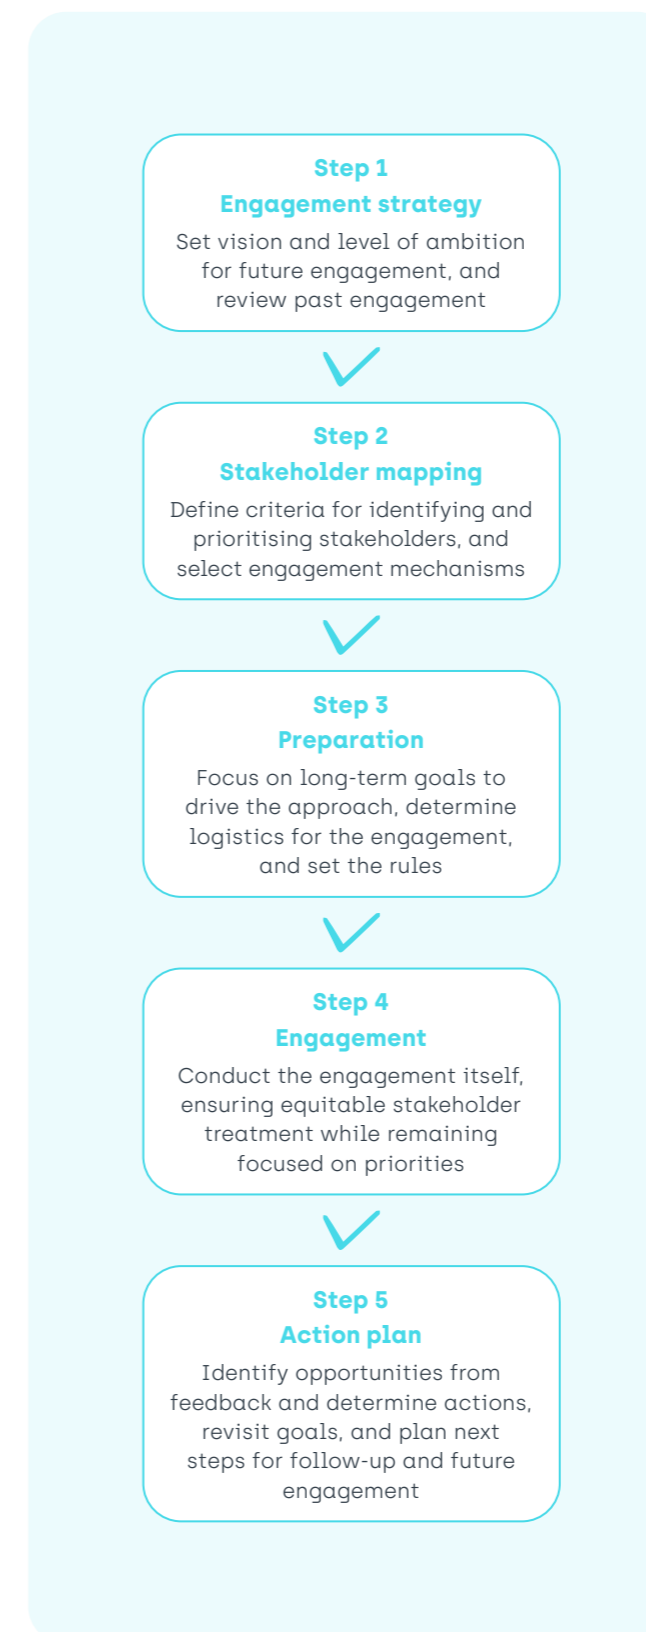 Step 1
Engagement strategy
Set vision and level of ambition
for future engagement, and
review past engagement
Step 2
Stakeholder mapping
Define criteria for identifying and
prioritising stakeholders, and
select engagement mechanisms
Step 3
Preparation
Focus on long-term goals to
drive the approach, determine
logistics for the engagement,
and set the rules
Step 4
Engagement
Conduct the engagement itself,
ensuring equitable stakeholder
treatment while remaining
focused on priorities
Step 5
Action plan
Identify opportunities from
feedback and determine actions,
revisit goals, and plan next
steps for follow-up and future
engagement